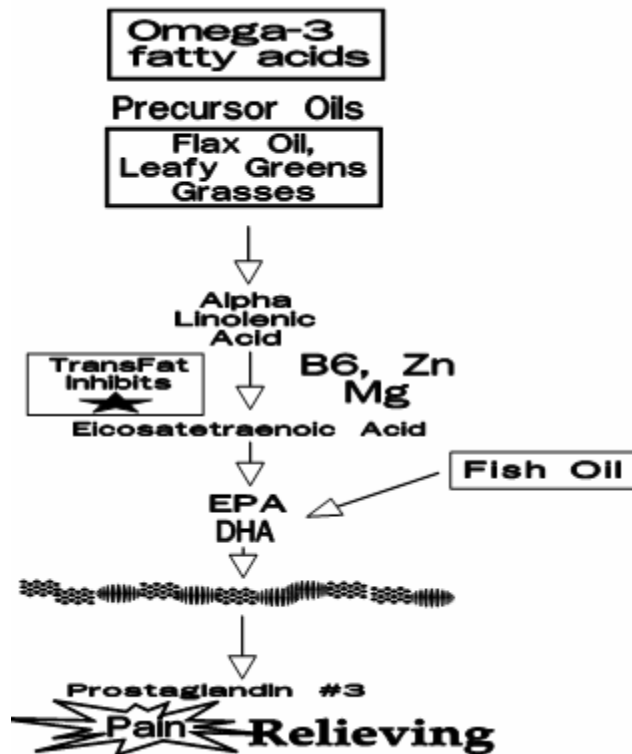 Omega-3
fatty acids
Precursor Oils
Flax Oil,
Leafy Greens
Grasses
Alpha
Linolenic
Acid
TransFat
Inhibits
B6, Zn
Mg
Eicosatetraenoic Acid
Fish Oil
EPA
DHA
Prostaglandin #3
Pain Relieving